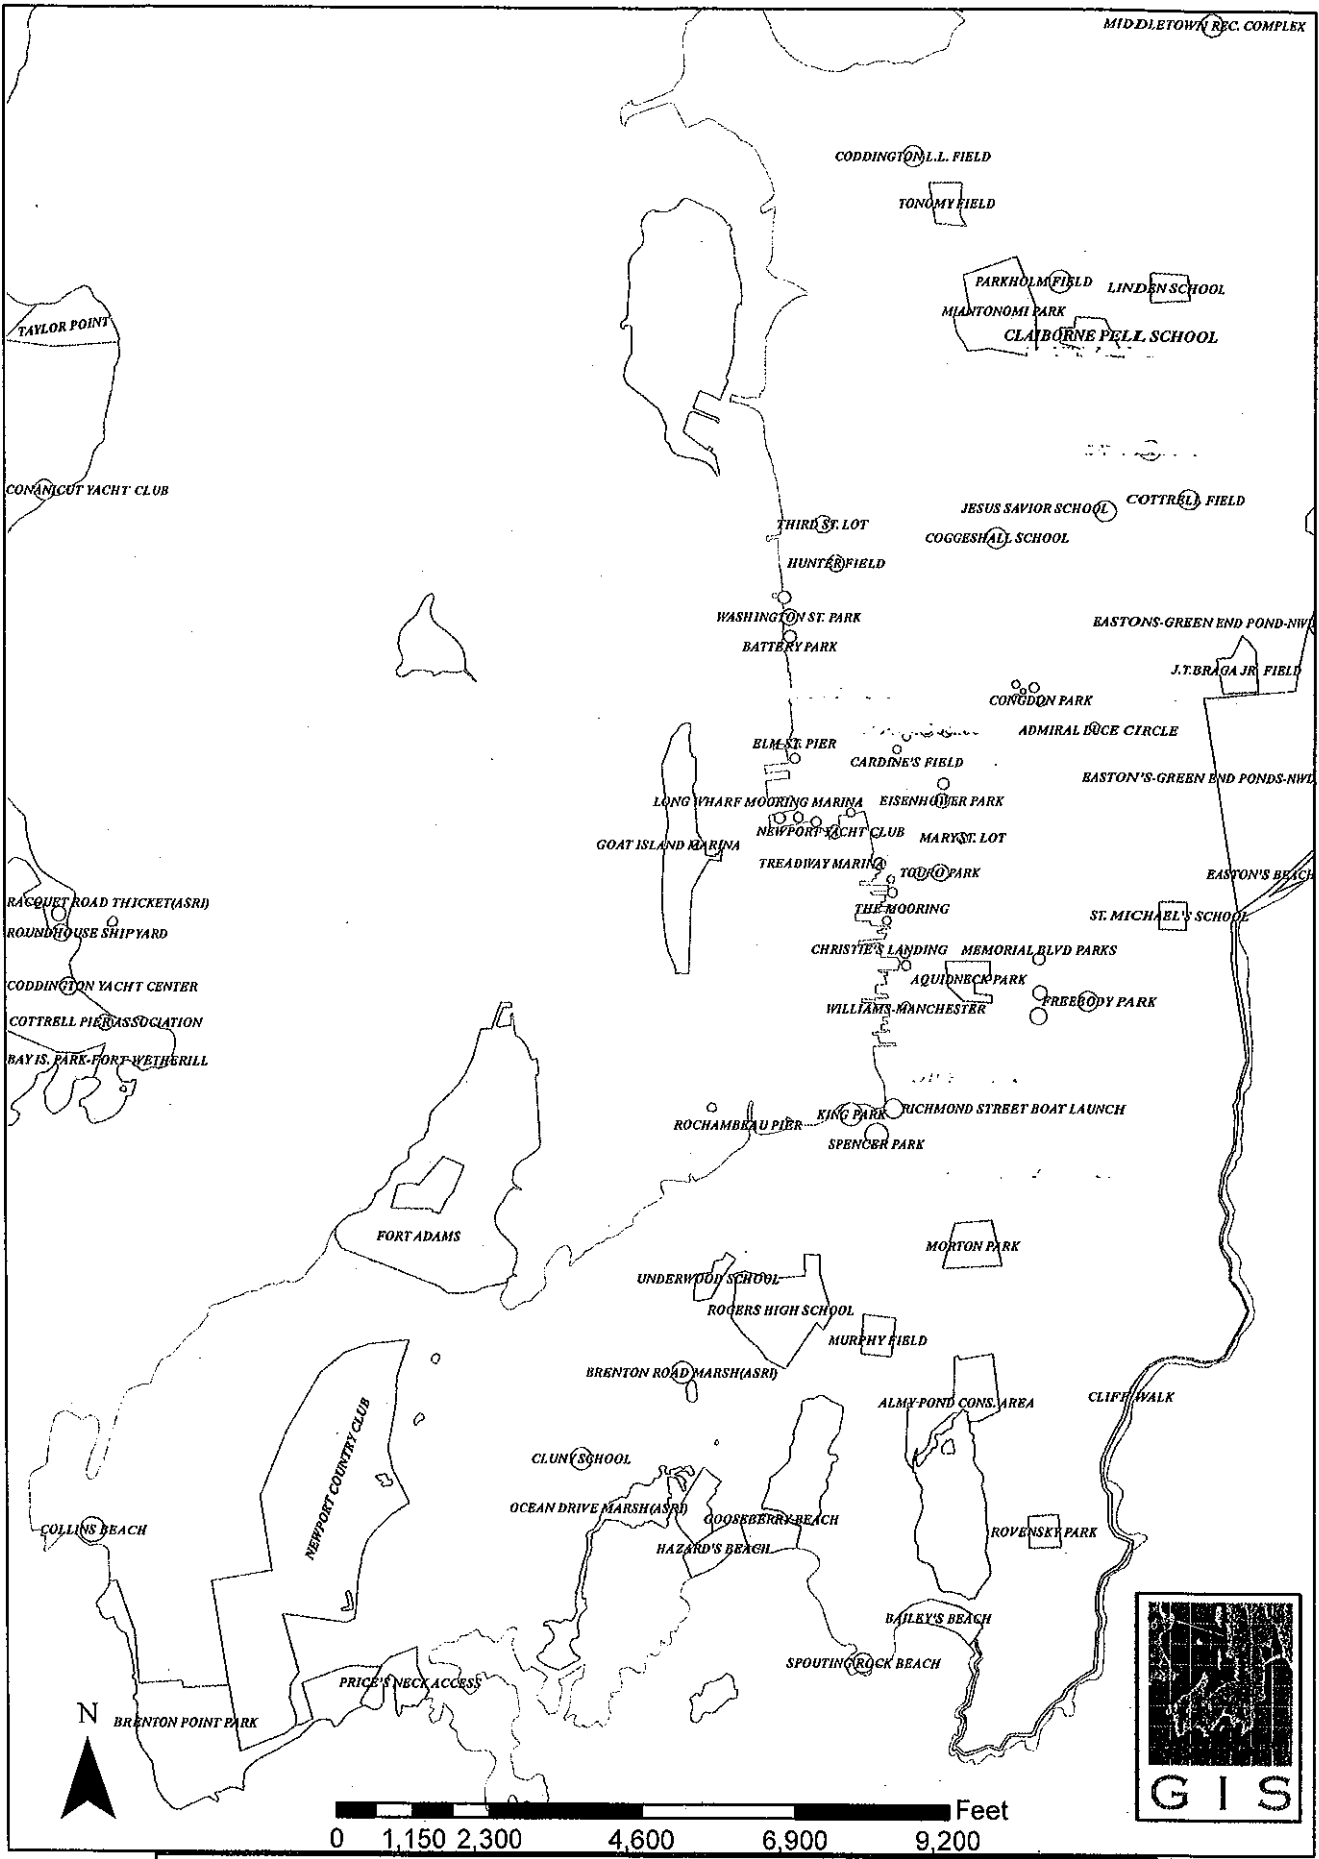 MIDDLETOWN REC. COMPLEX
CODDINGTON L.L. FIELD
TONOMY FIELD
PARKHOLM FIELD
LINDEN SCHOOL
MIANTONOMI PARK
TAYLOR POINT
CLAIBORNE PELL SCHOOL
CONANICUT YACHT CLUB
COTTRELL FIELD
JESUS SAVIOR SCHOOL
THIRD ST. LOT
COGGESHALL SCHOOL
HUNTER FIELD
WASHINGTON ST. PARK
EASTONS-GREEN END POND-NWD
BATTERY PARK
J.T.BRAGA JR. FIELD
CONGDON PARK
ADMIRAL LUCE CIRCLE
ELM ST. PIER
CARDINE'S FIELD
EASTON'S-GREEN END PONDS-NWD
LONG WHARF MOORING MARINA
EISENHOWER PARK
NEWPORT YACHT CLUB
MARY ST. LOT
GOAT ISLAND MARINA
TREADWAY MARINA
TOURO PARK
EASTON'S BEACH
RACQUET ROAD THICKET(ASRI)
THE MOORING
ST. MICHAEL'S SCHOOL
ROUNDHOUSE SHIPYARD
CHRISTIE'S LANDING
MEMORIAL BLVD PARKS
AQUIDNECK PARK
CODDINGTON YACHT CENTER
FREEBODY PARK
WILLIAMS-MANCHESTER
COTTRELL PIER ASSOCIATION
BAY IS. PARK-FORT WETHERILL
KING PARK
RICHMOND STREET BOAT LAUNCH
ROCHAMBEAU PIER
SPENCER PARK
FORT ADAMS
MORTON PARK
UNDERWOOD SCHOOL
ROGERS HIGH SCHOOL
MURPHY FIELD
BRENTON ROAD MARSH(ASRI)
CLIFF WALK
ALMY POND CONS. AREA
NEWPORT COUNTRY CLUB
CLUNY SCHOOL
OCEAN DRIVE MARSH(ASRI)
GOOSEBERRY BEACH
COLLINS BEACH
ROVENSKY PARK
HAZARD'S BEACH
BAILEY'S BEACH
SPOUTING ROCK BEACH
PRICE'S NECK ACCESS
BRENTON POINT PARK
N
GIS
Feet
0 1,150 2,300 4,600 6,900 9,200